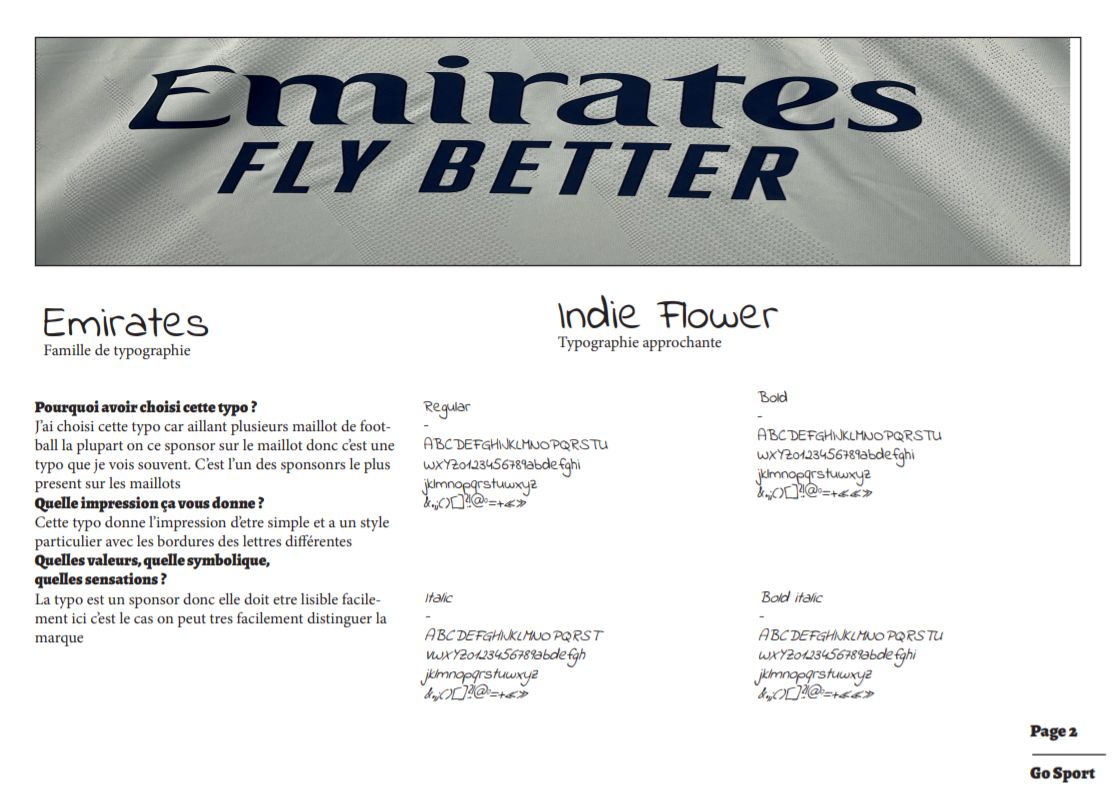 Emirates
FLY BETTER
Emirates
Famille de typographie
Indie Flower
Typographie approchante
Pourquoi avoir choisi cette typo ?
J'ai choisi cette typo car aillant plusieurs maillot de foot-
ball la plupart on ce sponsor sur le maillot donc c'est une
typo que je vois souvent. C'est l'un des sponsonrs le plus
present sur les maillots
Quelle impression ça vous donne ?
Cette typo donne l'impression d'etre simple et a un style
particulier avec les bordures des lettres différentes
Quelles valeurs, quelle symbolique,
quelles sensations ?
La typo est un sponsor donc elle doit etre lisible facile-
ment ici c'est le cas on peut tres facilement distinguer la
marque
Regular
-
ABCDEFGHIJKLMNOPQRSTU
WXYZ0123456789abdefghi
jklmnopqrstuwxyz
Bold
-
ABCDEFGHIJKLMNOPQRSTU
WXYZ0123456789abdefghi
jklmnopqrstuwxyz
Italic
-
ABCDEFGHIJKLMNOPQRST
VWXYZ0123456789abdefgh
jklmnopqrstuwxyz
Bold italic
-
ABCDEFGHIJKLMNOPQRSTU
WXYZ0123456789abdefghi
jklmnopqrstuwxyz
Page 2
Go Sport